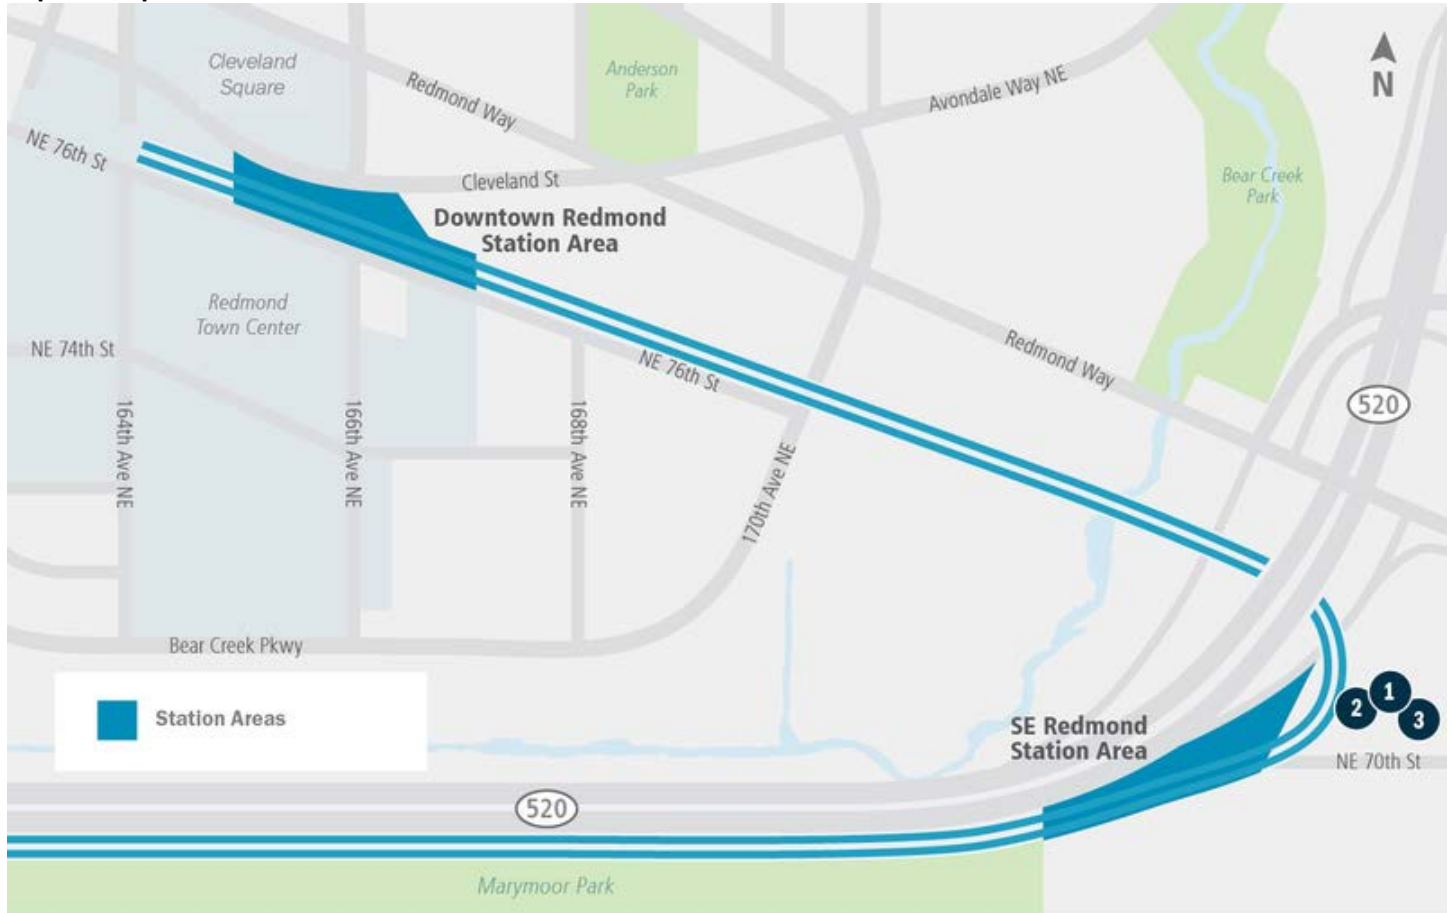 Cleveland
Square
Anderson
Park
Redmond Way
Avondale Way NE
N
NE 76th St
Cleveland St
Bear Creek
Park
Downtown Redmond
Station Area
Redmond
Town Center
NE 74th St
NE 76th St
Redmond Way
520
164th Ave NE
166th Ave NE
168th Ave NE
170th Ave NE
Bear Creek Pkwy
Station Areas
SE Redmond
Station Area
1
2
3
NE 70th St
520
Marymoor Park